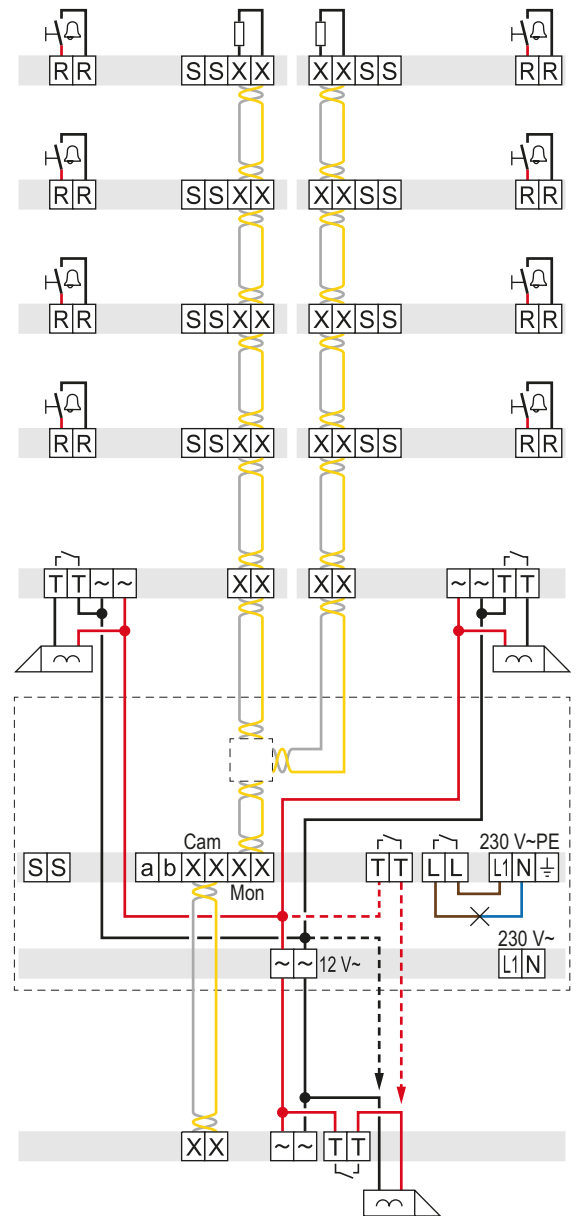 R R S S X X X X S S R R
R R S S X X X X S S R R
R R S S X X X X S S R R
R R S S X X X X S S R R
T T ~ ~ X X X X ~ ~ T T
Cam 230 V~PE
S S a b X X X X T T L L L1 N
Mon
230 V~
~ ~ 12 V~ L1 N
X X ~ ~ T T